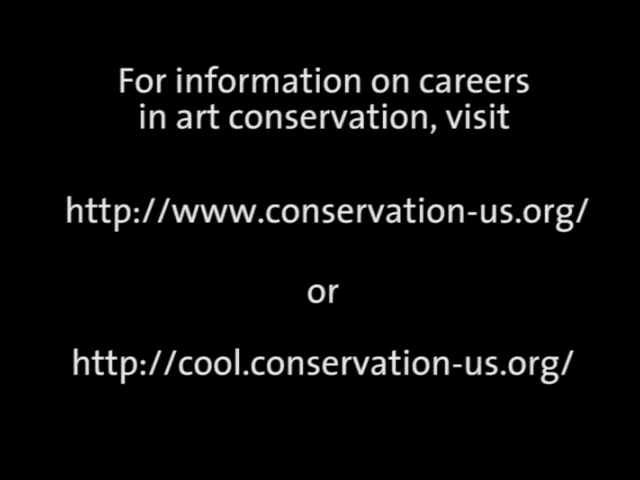 For information on careers
in art conservation, visit
http://www.conservation-us.org/
or
http://cool.conservation-us.org/